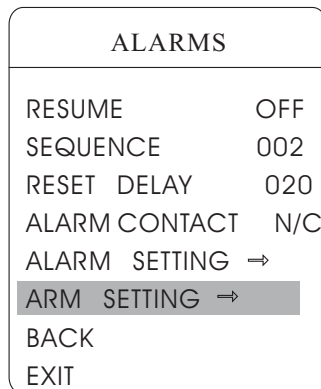 ALARMS
RESUME OFF
SEQUENCE 002
RESET DELAY 020
ALARM CONTACT N/C
ALARM SETTING ⇒
ARM SETTING ⇒
BACK
EXIT